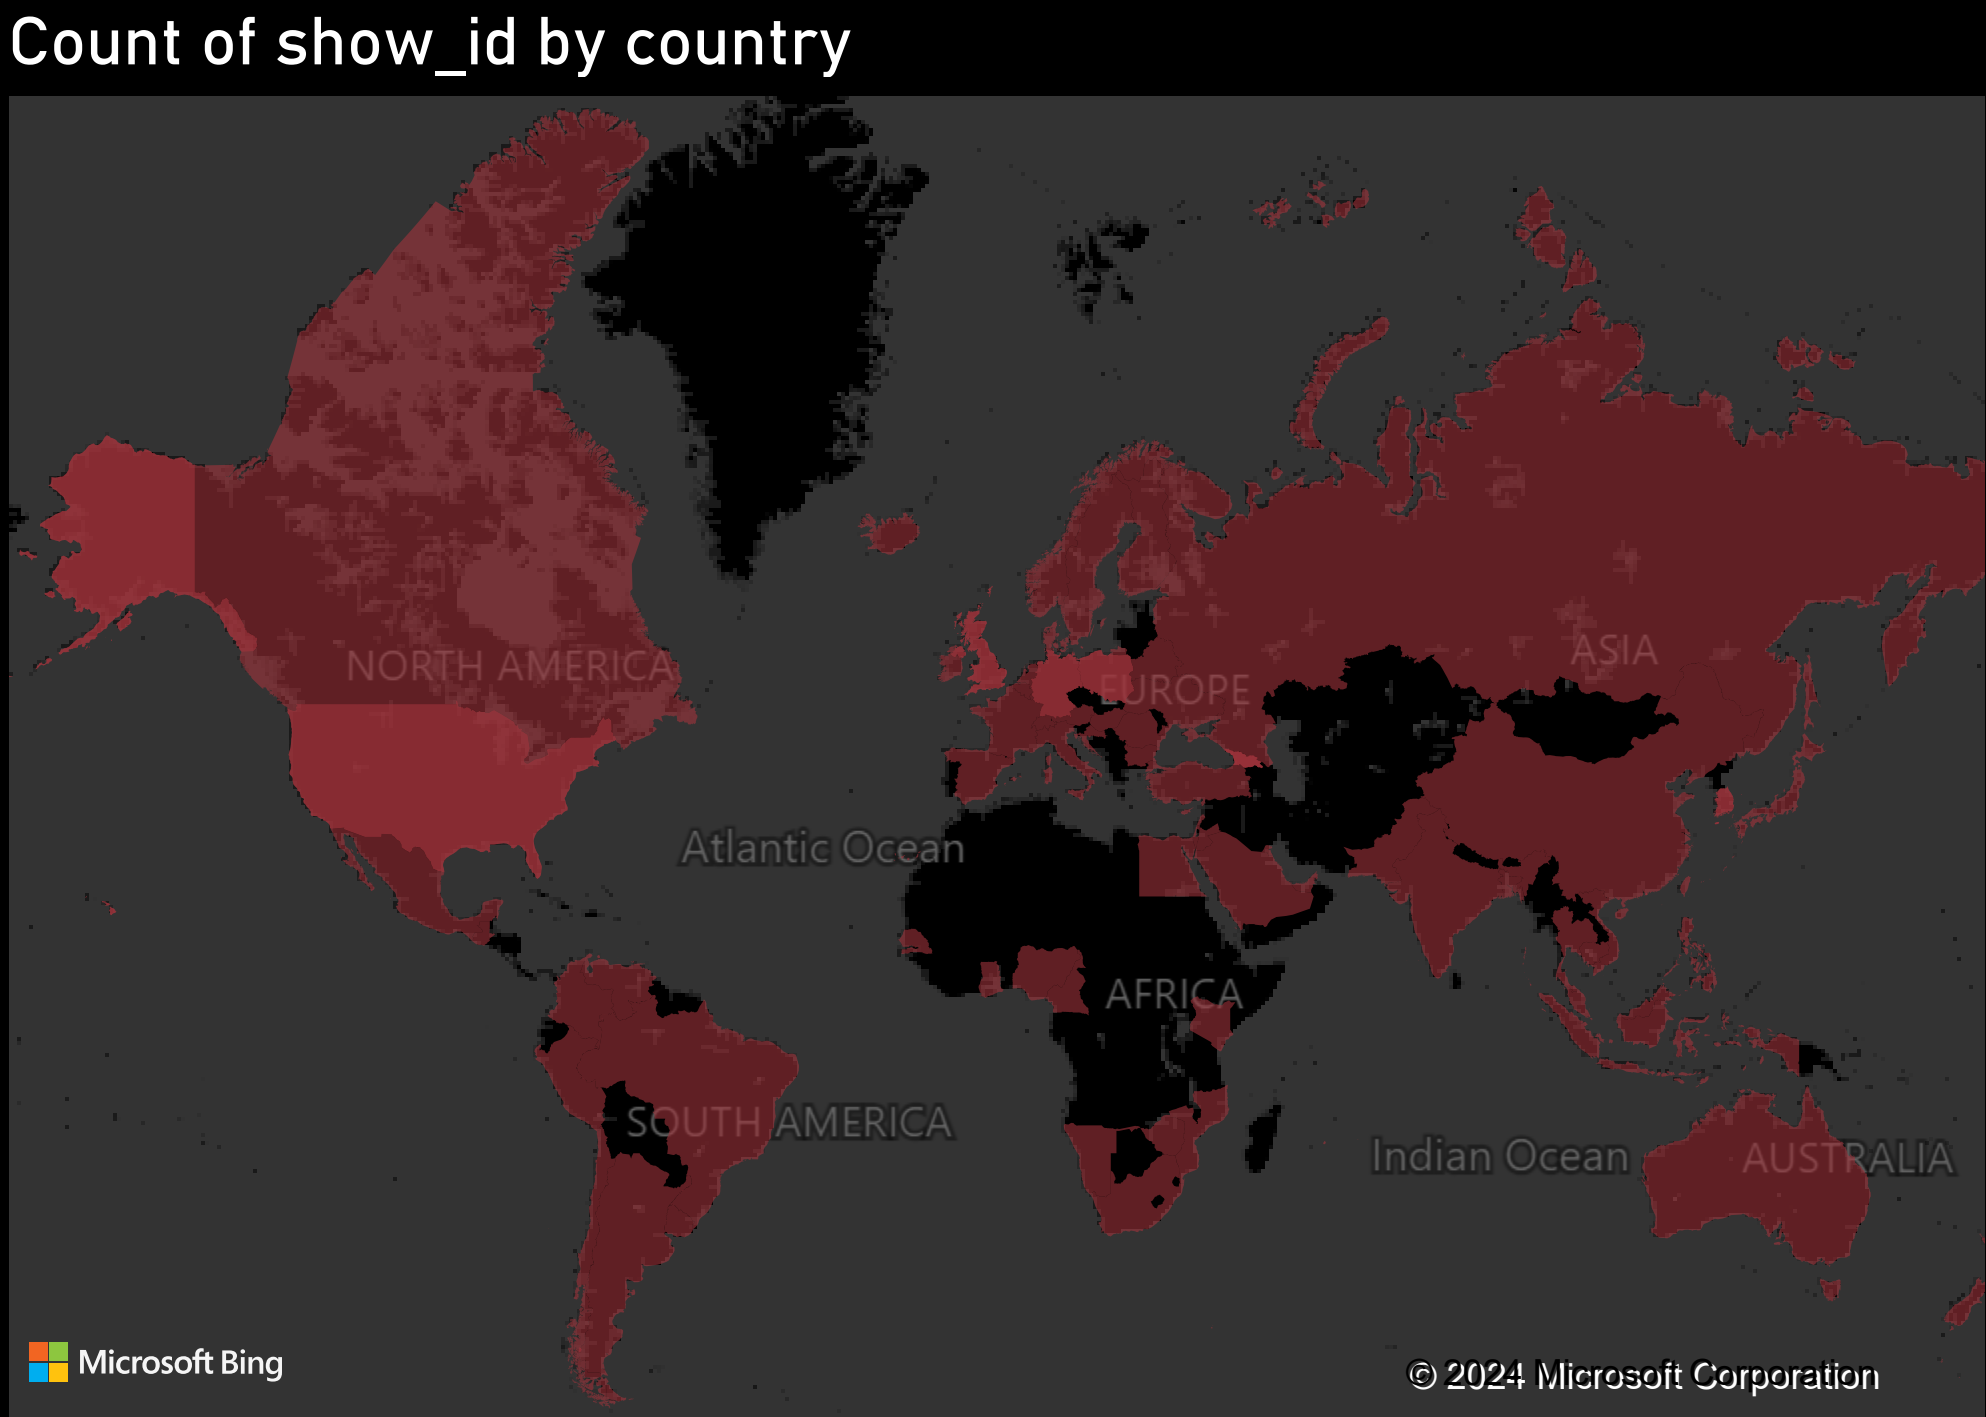 Count of show_id by country
NORTH AMERICA
EUROPE
ASIA
Atlantic Ocean
AFRICA
SOUTH AMERICA
Indian Ocean
AUSTRALIA
Microsoft Bing
© 2024 Microsoft Corporation